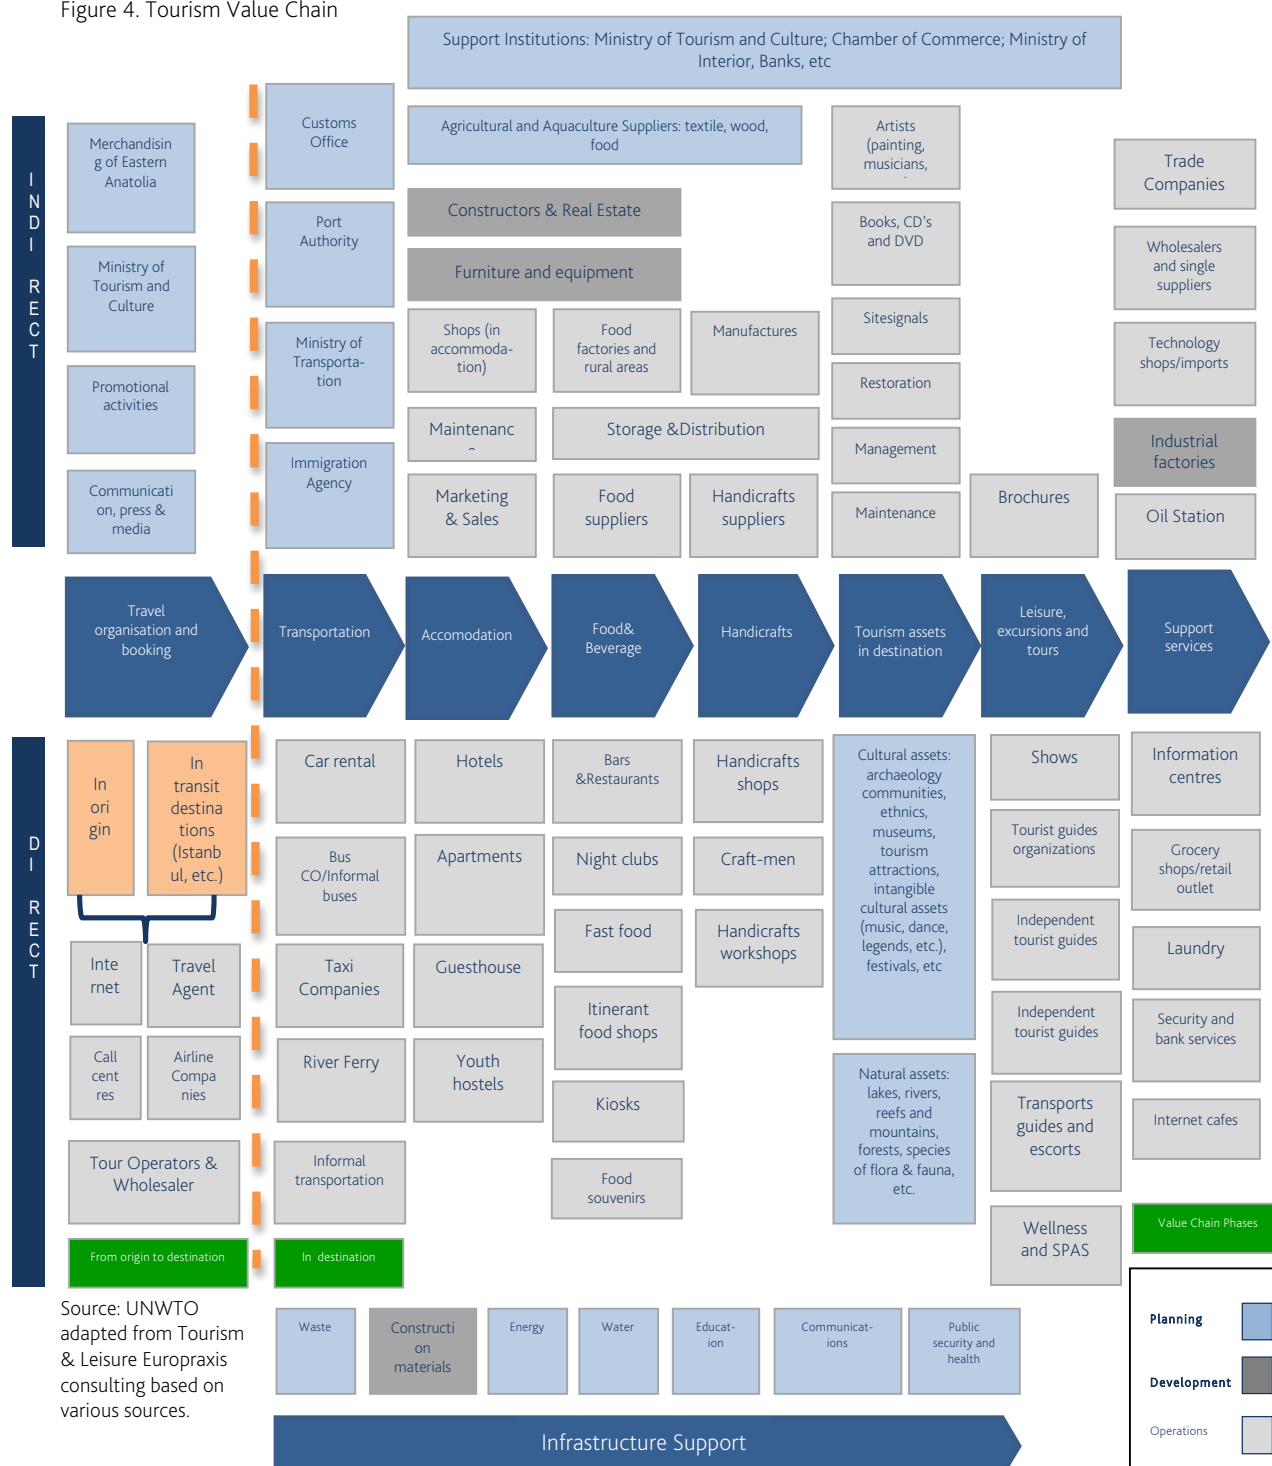 Figure 4. Tourism Value Chain
Support Institutions: Ministry of Tourism and Culture; Chamber of Commerce; Ministry of
Interior, Banks, etc
I
N
D
I
R
E
C
T
Merchandisin
g of Eastern
Anatolia
Ministry of
Tourism and
Culture
Promotional
activities
Communicati
on, press &
media
Customs
Office
Port
Authority
Ministry of
Transporta-
tion
Immigration
Agency
Agricultural and Aquaculture Suppliers: textile, wood,
food
Constructors & Real Estate
Furniture and equipment
Shops (in
accommoda-
tion)
Food
factories and
rural areas
Manufactures
Maintenanc
Storage &Distribution
Marketing
& Sales
Food
suppliers
Handicrafts
suppliers
Artists
(painting,
musicians,
Books, CD's
and DVD
Sitesignals
Restoration
Management
Maintenance
Brochures
Trade
Companies
Wholesalers
and single
suppliers
Technology
shops/imports
Industrial
factories
Oil Station
Travel
organisation and
booking
Transportation
Accomodation
Food&
Beverage
Handicrafts
Tourism assets
in destination
Leisure,
excursions and
tours
Support
services
D
I
R
E
C
T
In
ori
gin
In
transit
destina
tions
(Istanb
ul, etc.)
Inte
rnet
Travel
Agent
Call
cent
res
Airline
Compa
nies
Tour Operators &
Wholesaler
From origin to destination
Car rental
Bus
CO/Informal
buses
Taxi
Companies
River Ferry
Informal
transportation
In destination
Hotels
Apartments
Guesthouse
Youth
hostels
Bars
&Restaurants
Night clubs
Fast food
Itinerant
food shops
Kiosks
Food
souvenirs
Handicrafts
shops
Craft-men
Handicrafts
workshops
Cultural assets:
archaeology
communities,
ethnics,
museums,
tourism
attractions,
intangible
cultural assets
(music, dance,
legends, etc.),
festivals, etc
Natural assets:
lakes, rivers,
reefs and
mountains,
forests, species
of flora & fauna,
etc.
Shows
Tourist guides
organizations
Independent
tourist guides
Independent
tourist guides
Transports
guides and
escorts
Wellness
and SPAS
Information
centres
Grocery
shops/retail
outlet
Laundry
Security and
bank services
Internet cafes
Value Chain Phases
Source: UNWTO
adapted from Tourism
& Leisure Europraxis
consulting based on
various sources.
Waste
Constructi
on
materials
Energy
Water
Educat-
ion
Communicat-
ions
Public
security and
health
Infrastructure Support
Planning
Development
Operations